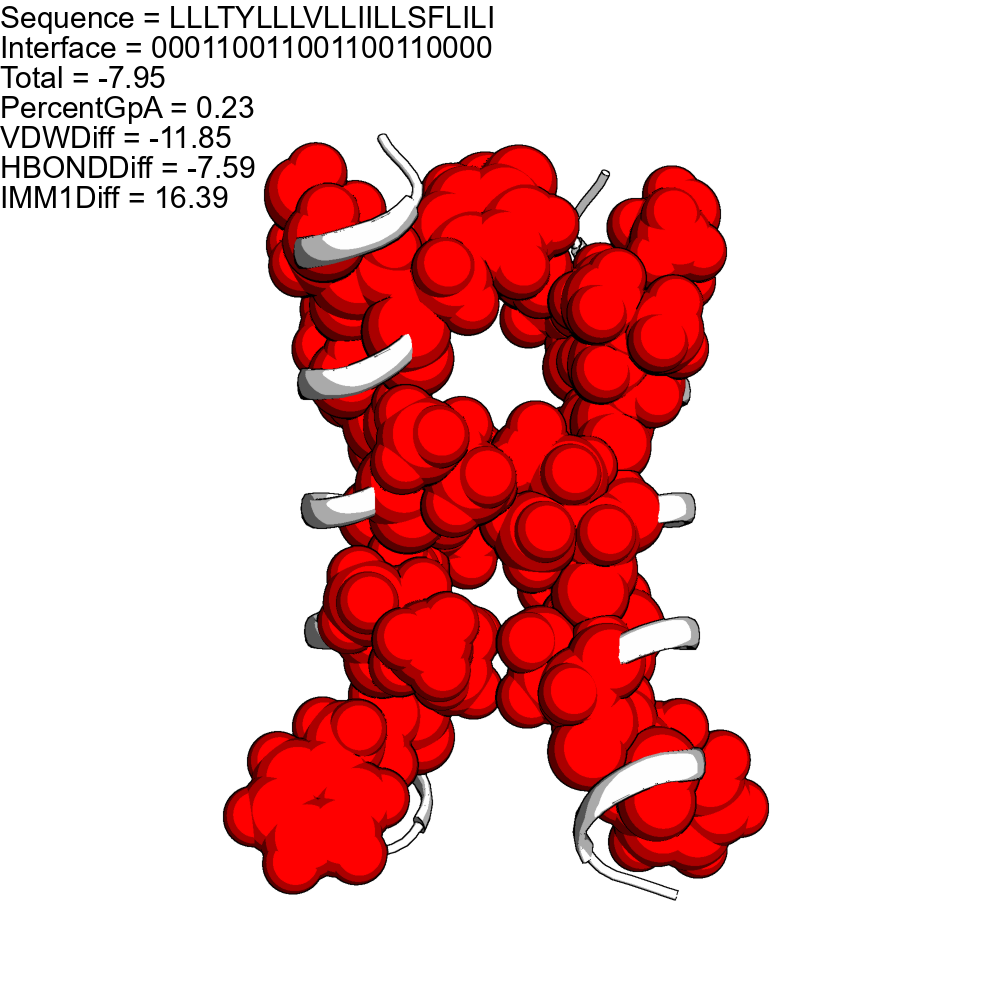 Sequence = LLLTYLLLVLLIILLSFLILI
Interface = 000110011001100110000
Total = -7.95
PercentGpA = 0.23
VDWDiff = -11.85
HBONDDiff = -7.59
IMM1Diff = 16.39